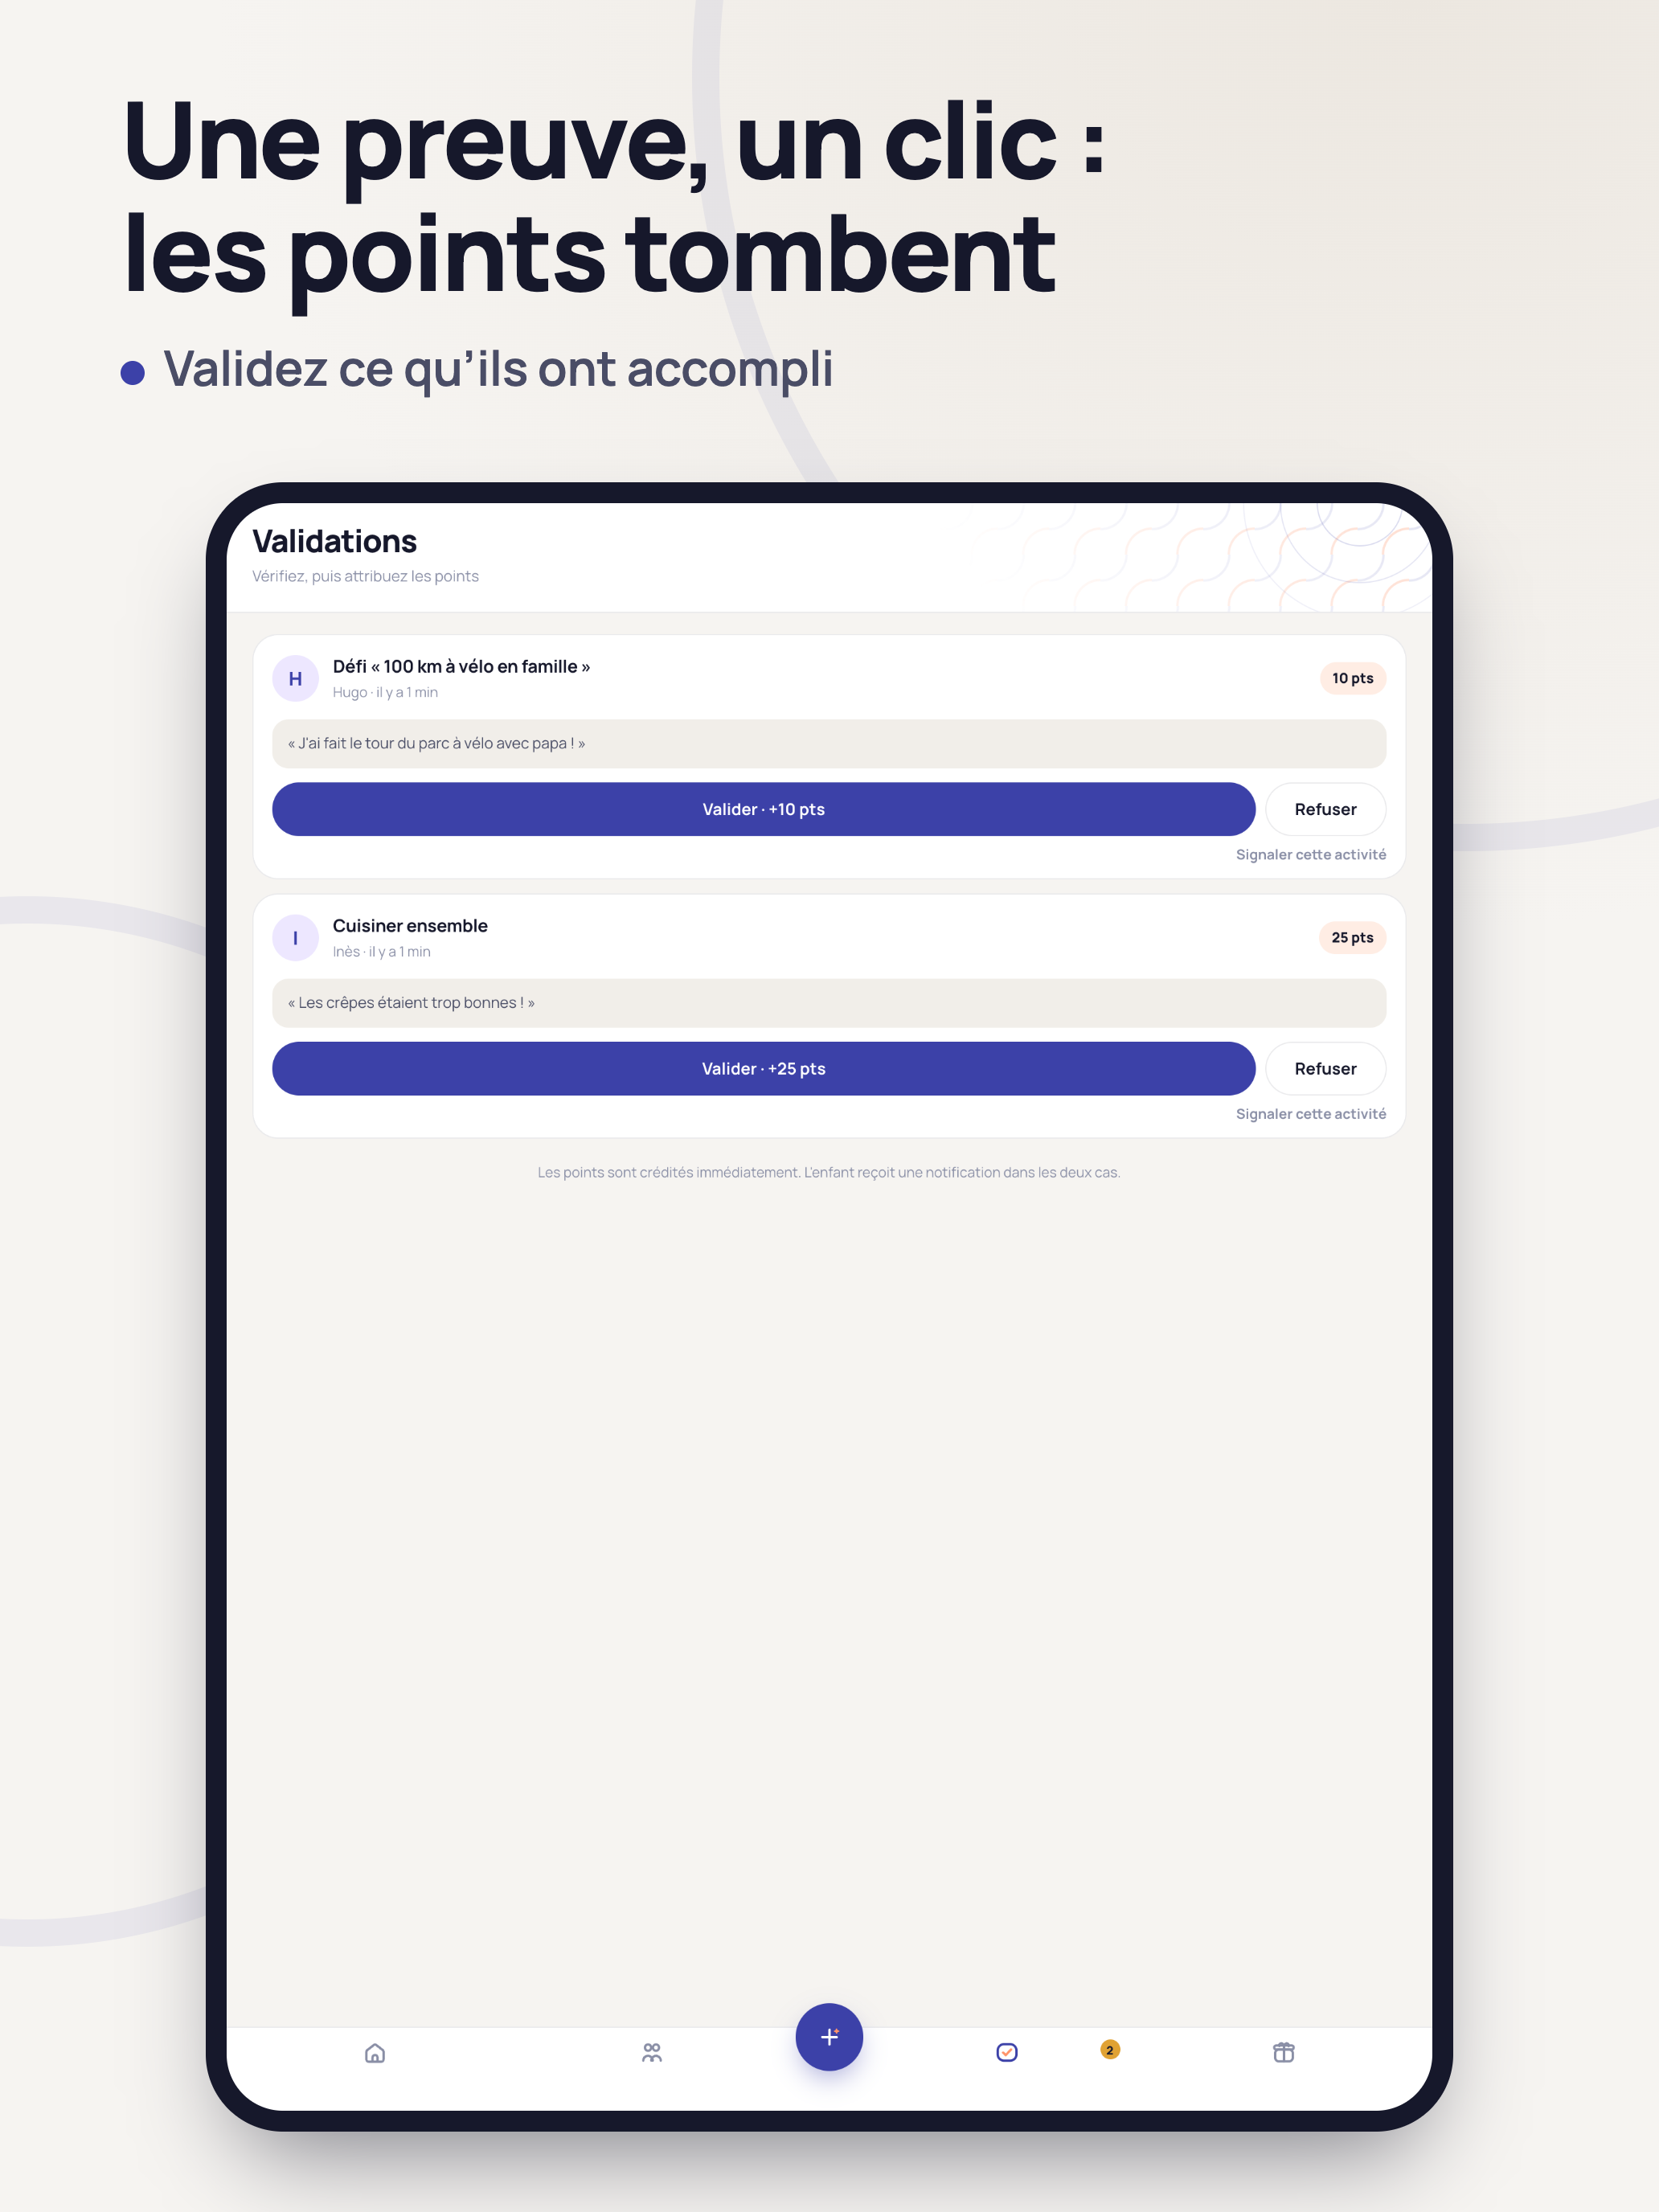 Une preuve, un clic :
les points tombent
Validez ce qu’ils ont accompli
Validations
Vérifiez, puis attribuez les points
H
Défi « 100 km à vélo en famille »
Hugo · il y a 1 min
10 pts
« J'ai fait le tour du parc à vélo avec papa ! »
Valider · +10 pts
Refuser
Signaler cette activité
I
Cuisiner ensemble
Inès · il y a 1 min
25 pts
« Les crêpes étaient trop bonnes ! »
Valider · +25 pts
Refuser
Signaler cette activité
Les points sont crédités immédiatement. L'enfant reçoit une notification dans les deux cas.
2